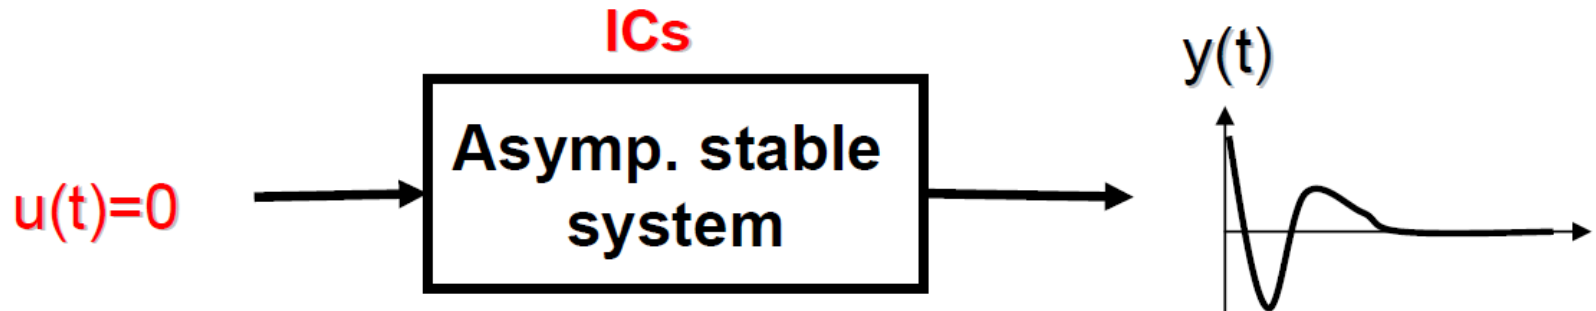 ICs
y(t)
Asymp. stable
system
u(t)=0